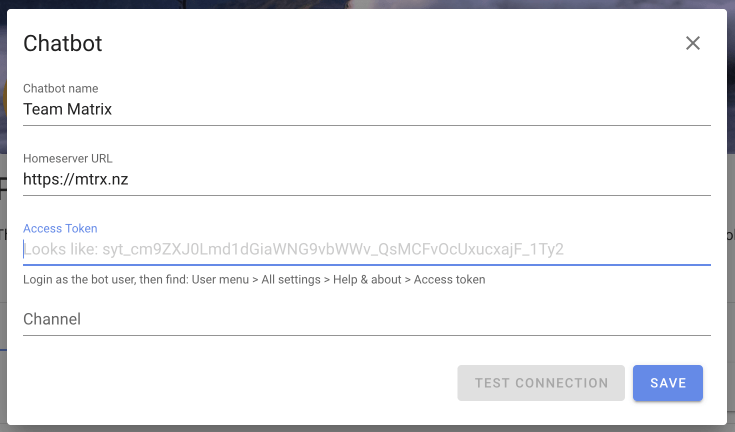 Chatbot
Chatbot name
Team Matrix
Homeserver URL
https://mtrx.nz
Access Token
Looks like: syt_cm9ZXJ0Lmd1dGiaWNG9vbWWv_QsMCFvOcUxucxajF_1Ty2
Login as the bot user, then find: User menu > All settings > Help & about > Access token
Channel
TEST CONNECTION
SAVE